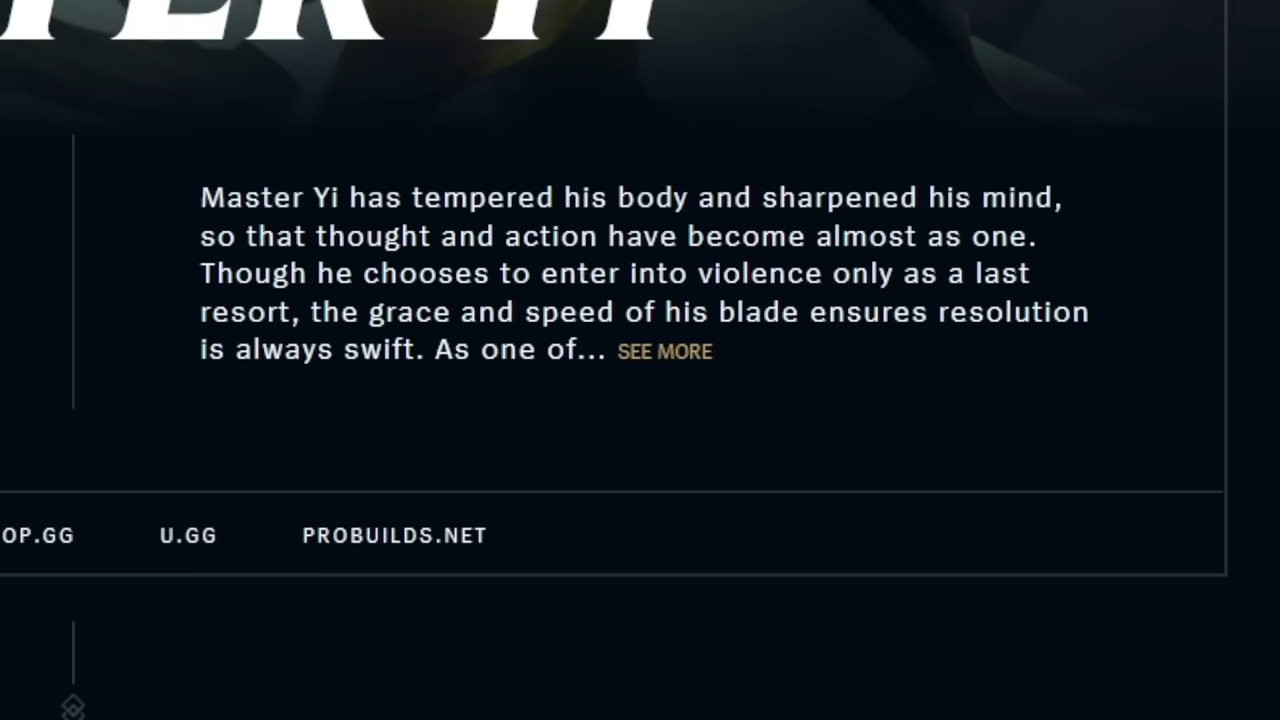 TER YI
Master Yi has tempered his body and sharpened his mind,
so that thought and action have become almost as one.
Though he chooses to enter into violence only as a last
resort, the grace and speed of his blade ensures resolution
is always swift. As one of... SEE MORE
OP.GG U.GG PROBUILDS.NET